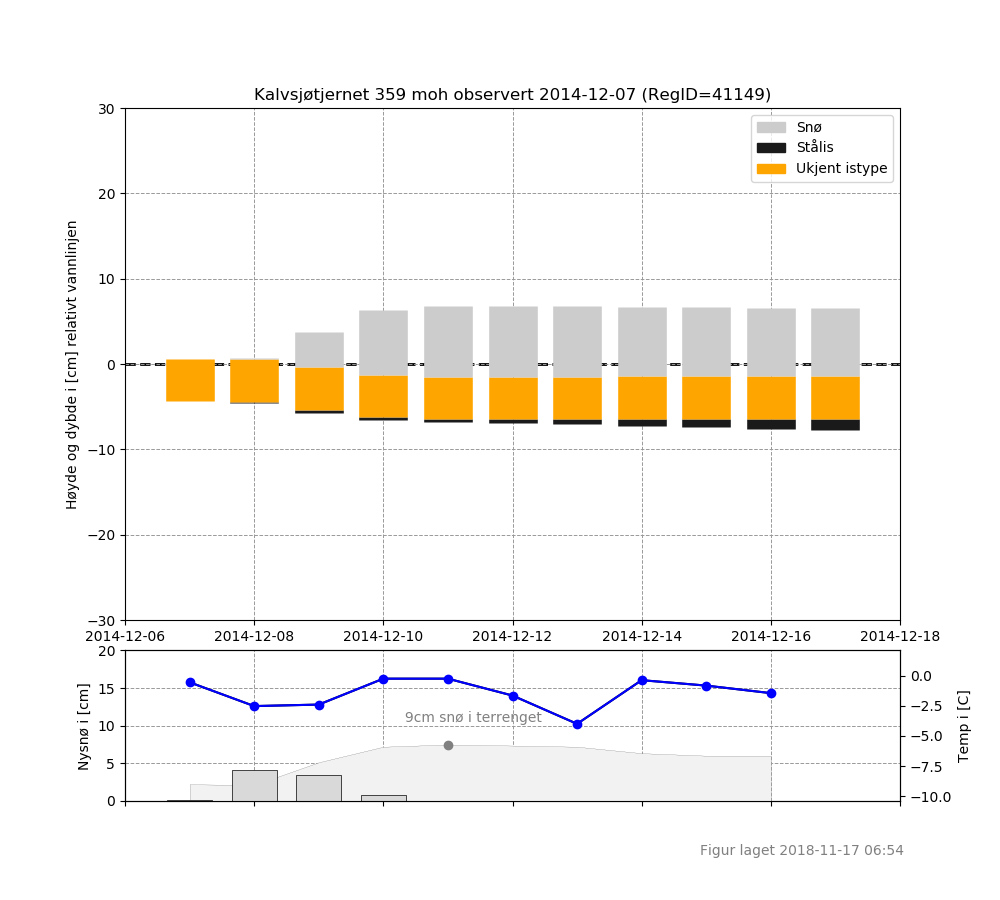 Kalvsjøtjernet 359 moh observert 2014-12-07 (RegID=41149)
Snø
Stålis
Ukjent istype
Høyde og dybde i [cm] relativt vannlinjen
30
20
10
0
−10
−20
−30
2014-12-06 2014-12-08 2014-12-10 2014-12-12 2014-12-14 2014-12-16 2014-12-18
Nysnø i [cm]
20
15
10
5
0
9cm snø i terrenget
0.0
−2.5
−5.0
−7.5
−10.0
Temp i [C]
Figur laget 2018-11-17 06:54